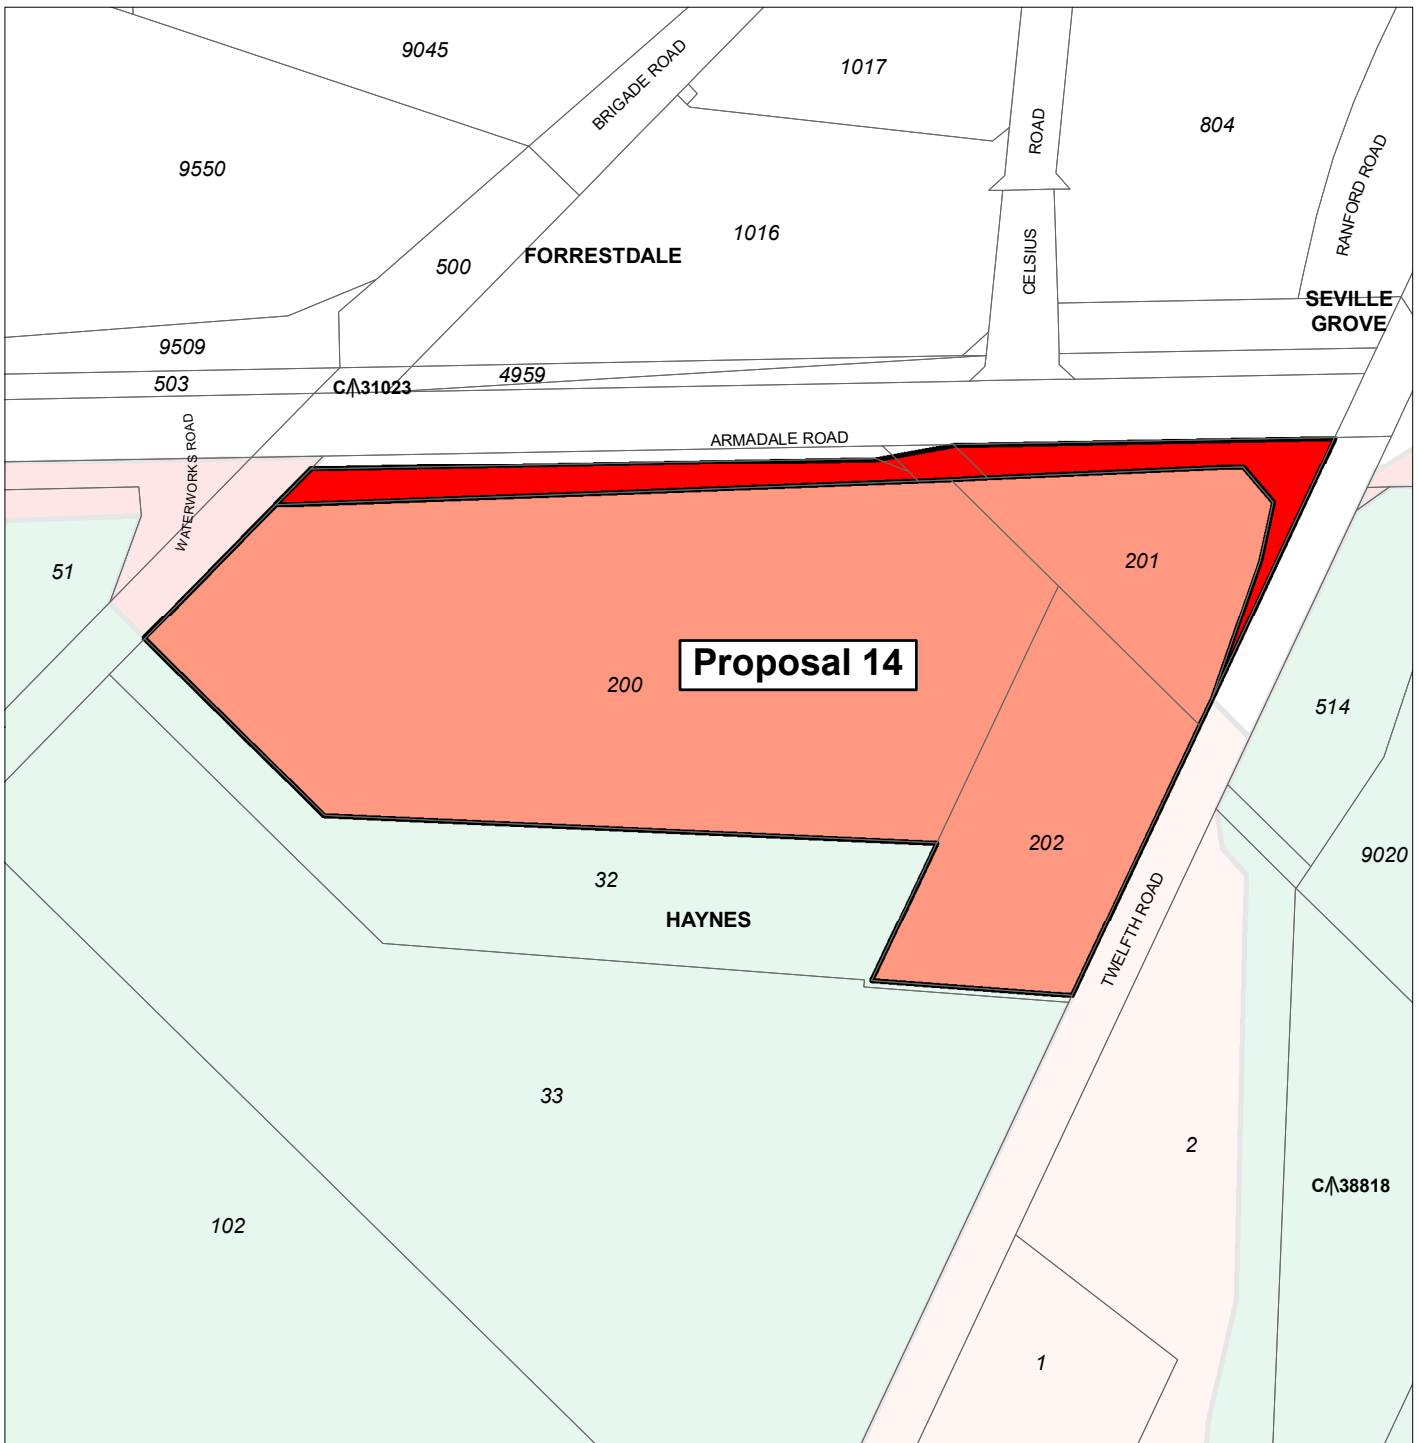 9045
BRIGADE ROAD
1017
ROAD
804
RANFORD ROAD
9550
1016
500
FORRESTDALE
CELSIUS
SEVILLE
GROVE
9509
503
C/\31023
4959
WATERWORKS ROAD
ARMADALE ROAD
51
201
Proposal 14
200
514
202
9020
32
HAYNES
TWELFTH ROAD
33
2
C/\38818
102
1